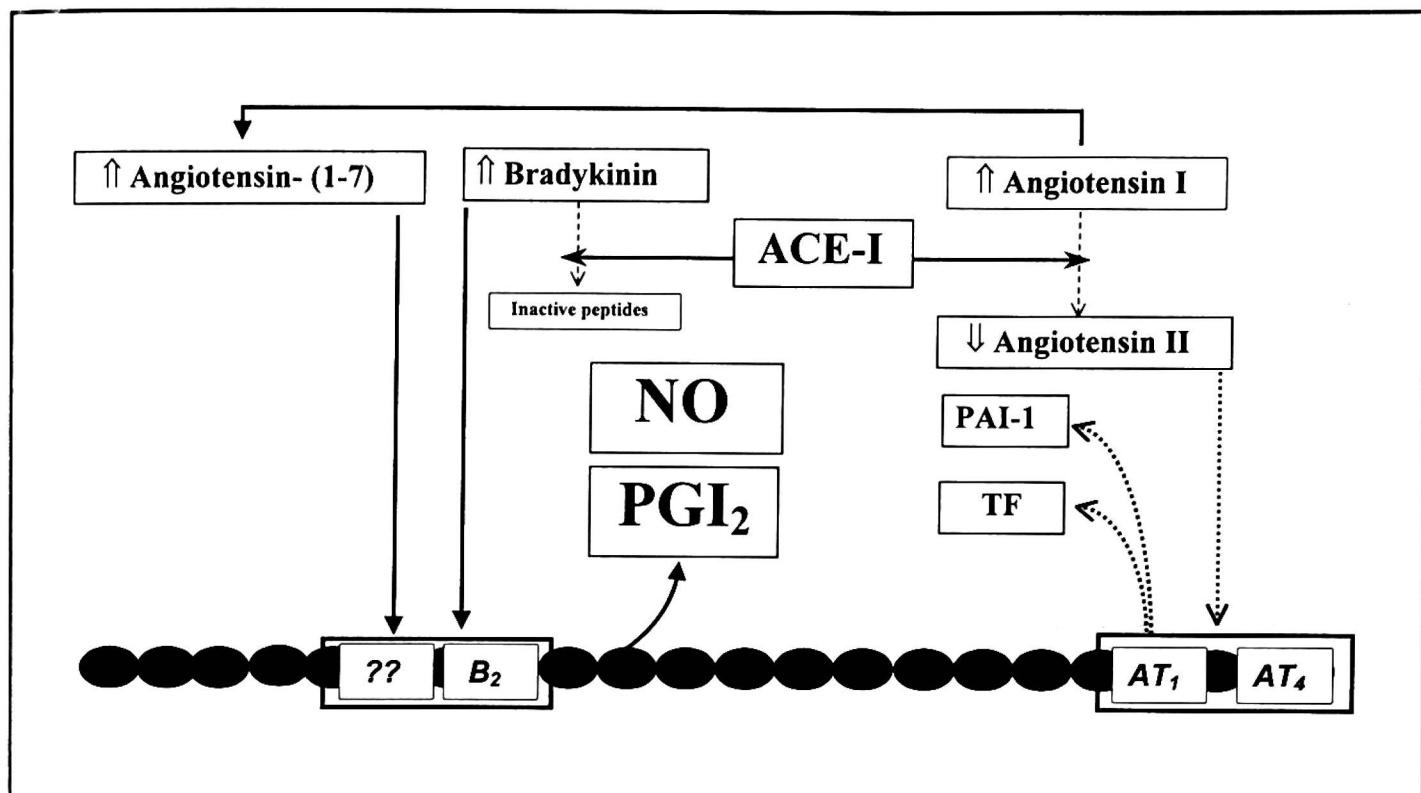 ⇑ Angiotensin- (1-7)
⇑ Bradykinin
⇑ Angiotensin I
ACE-I
Inactive peptides
⇓ Angiotensin II
NO
PAI-1
PGI₂
TF
??
B₂
AT₁
AT₄